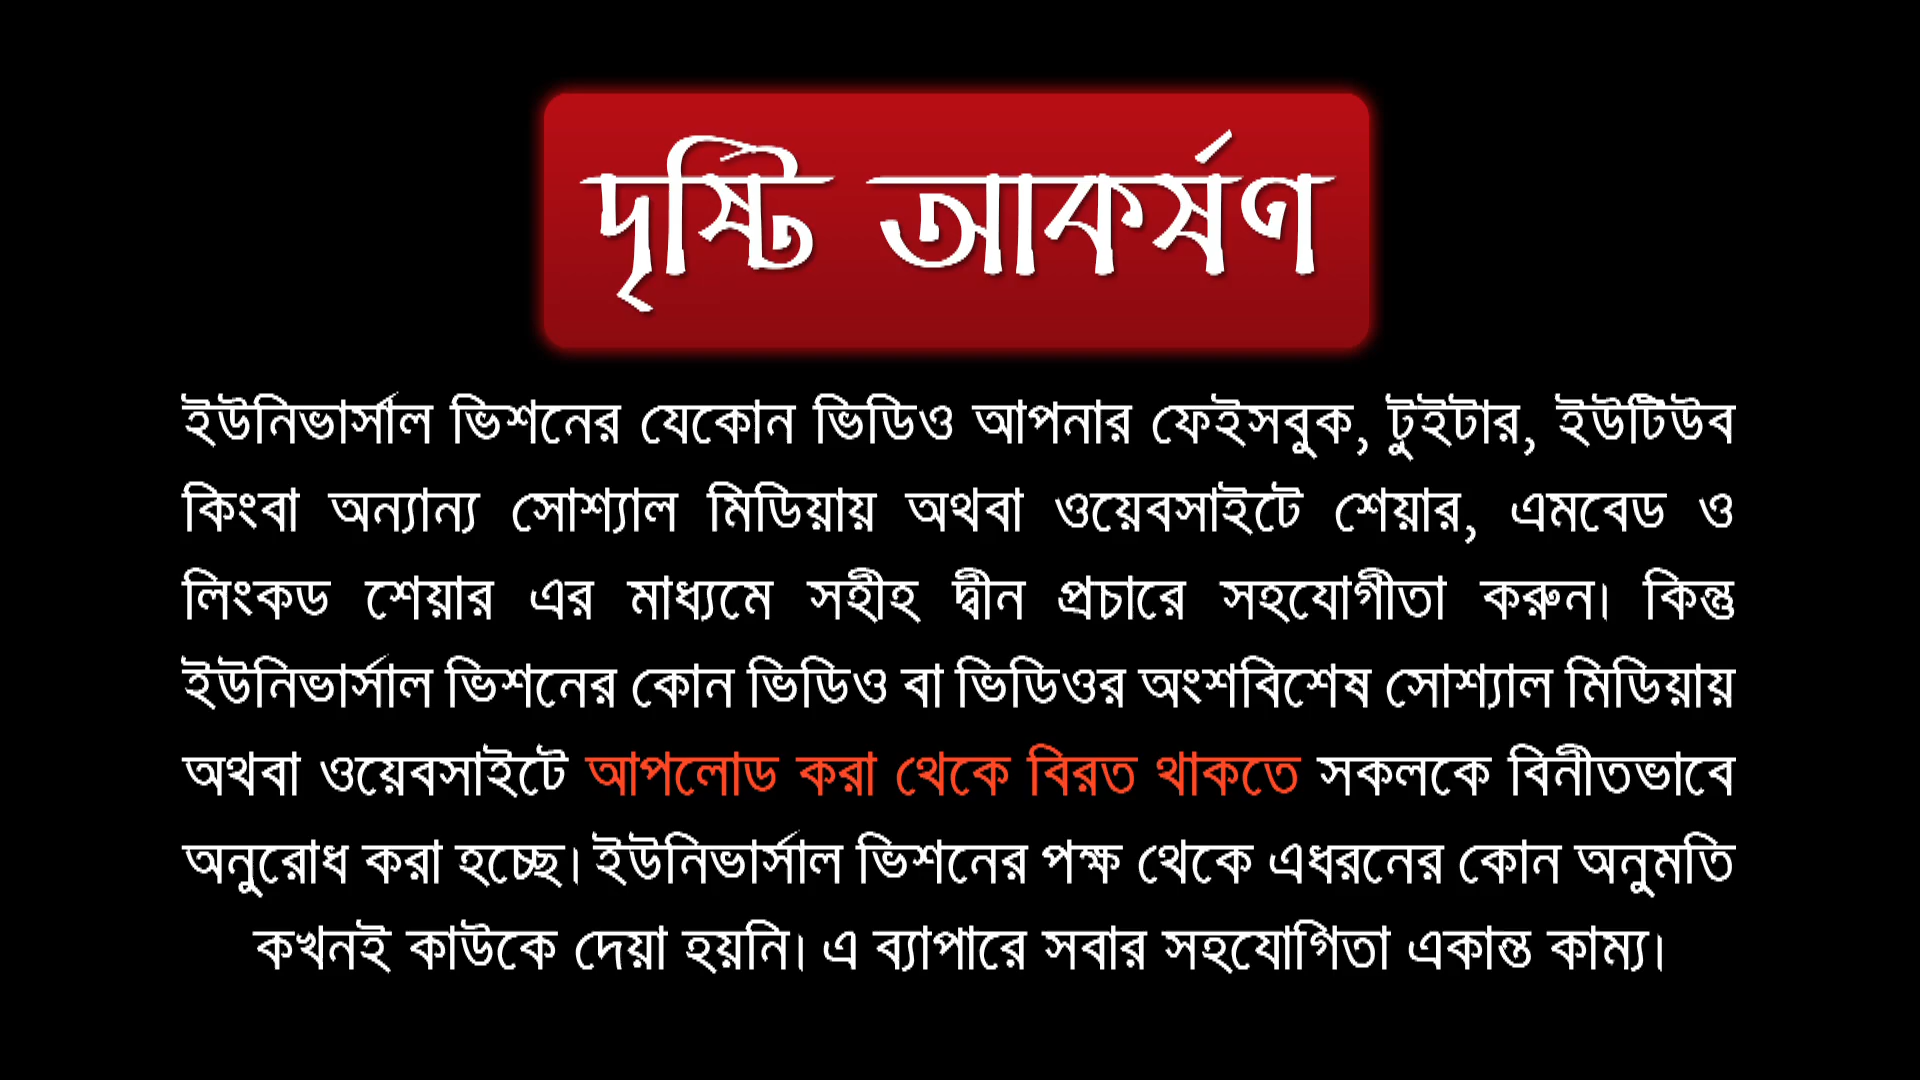 দৃষ্টি আকর্ষণ
ইউনিভার্সাল ভিশনের যেকোন ভিডিও আপনার ফেইসবুক, টুইটার, ইউটিউব
কিংবা অন্যান্য সোশ্যাল মিডিয়ায় অথবা ওয়েবসাইটে শেয়ার, এমবেড ও
লিংকড শেয়ার এর মাধ্যমে সহীহ দ্বীন প্রচারে সহযোগীতা করুন। কিন্তু
ইউনিভার্সাল ভিশনের কোন ভিডিও বা ভিডিওর অংশবিশেষ সোশ্যাল মিডিয়ায়
অথবা ওয়েবসাইটে আপলোড করা থেকে বিরত থাকতে সকলকে বিনীতভাবে
অনুরোধ করা হচ্ছে। ইউনিভার্সাল ভিশনের পক্ষ থেকে এধরনের কোন অনুমতি
কখনই কাউকে দেয়া হয়নি। এ ব্যাপারে সবার সহযোগিতা একান্ত কাম্য।